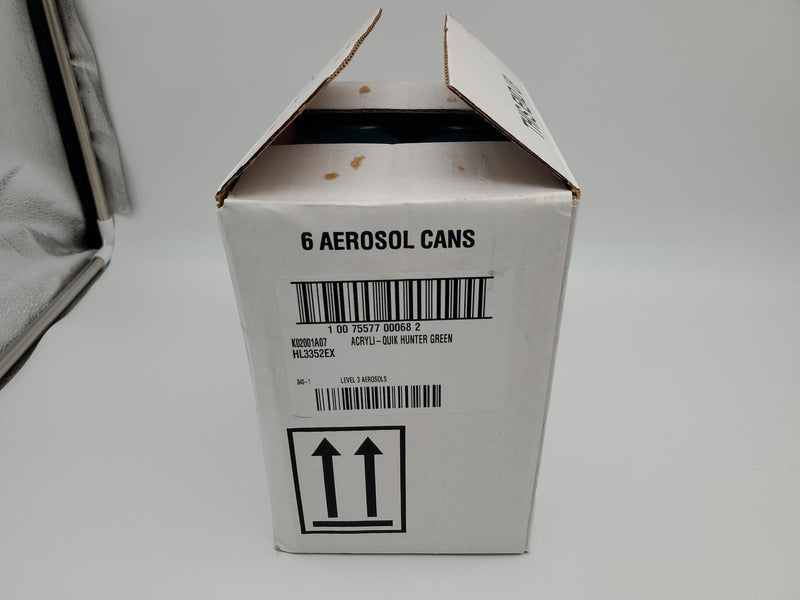 6 AEROSOL CANS
1 00 75577 00068 2
K02001A07 ACRYLI-QUIK HUNTER GREEN
HL3352EX
040-1 LEVEL 3 AEROSOLS